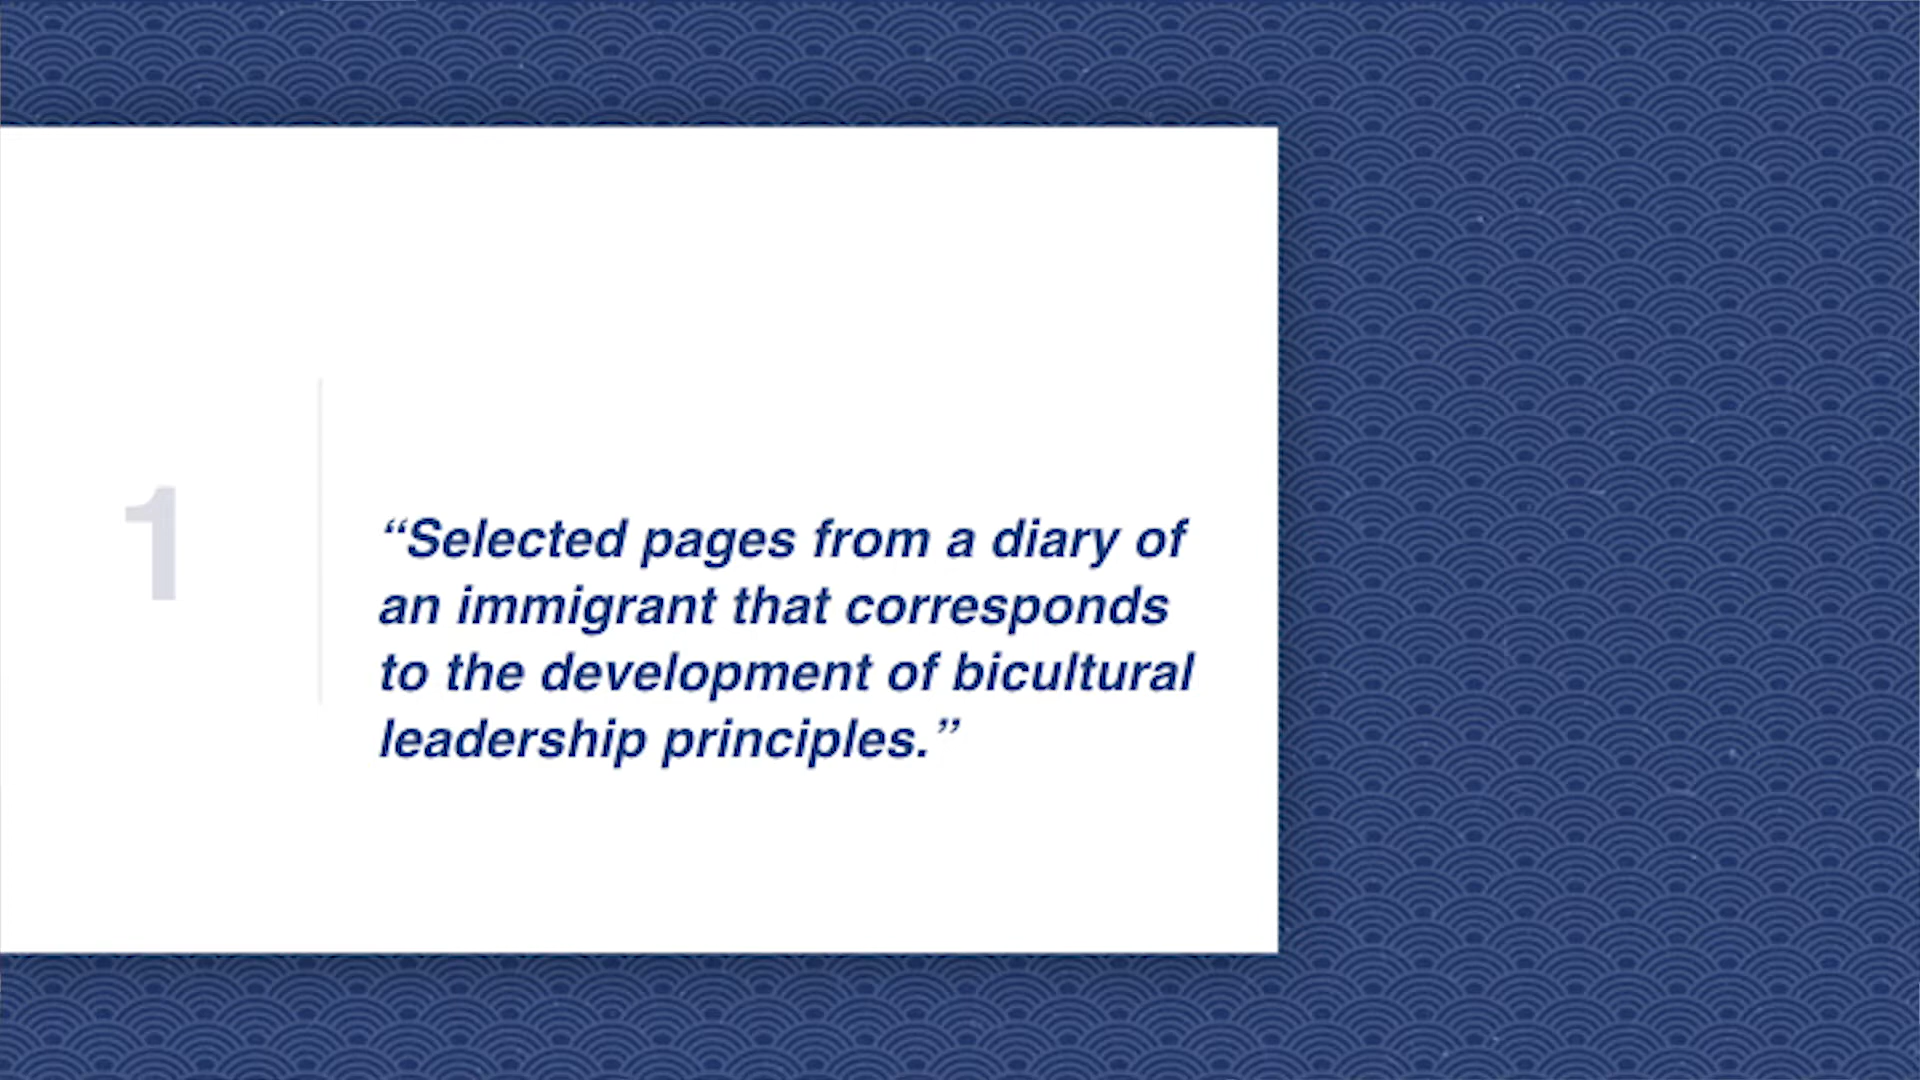 1
“Selected pages from a diary of
an immigrant that corresponds
to the development of bicultural
leadership principles.”